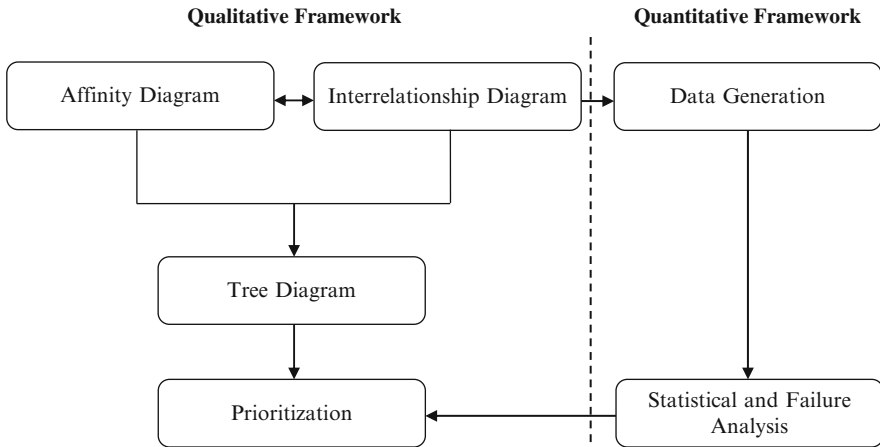 Qualitative Framework
Quantitative Framework
Affinity Diagram
Interrelationship Diagram
Data Generation
Tree Diagram
Prioritization
Statistical and Failure
Analysis